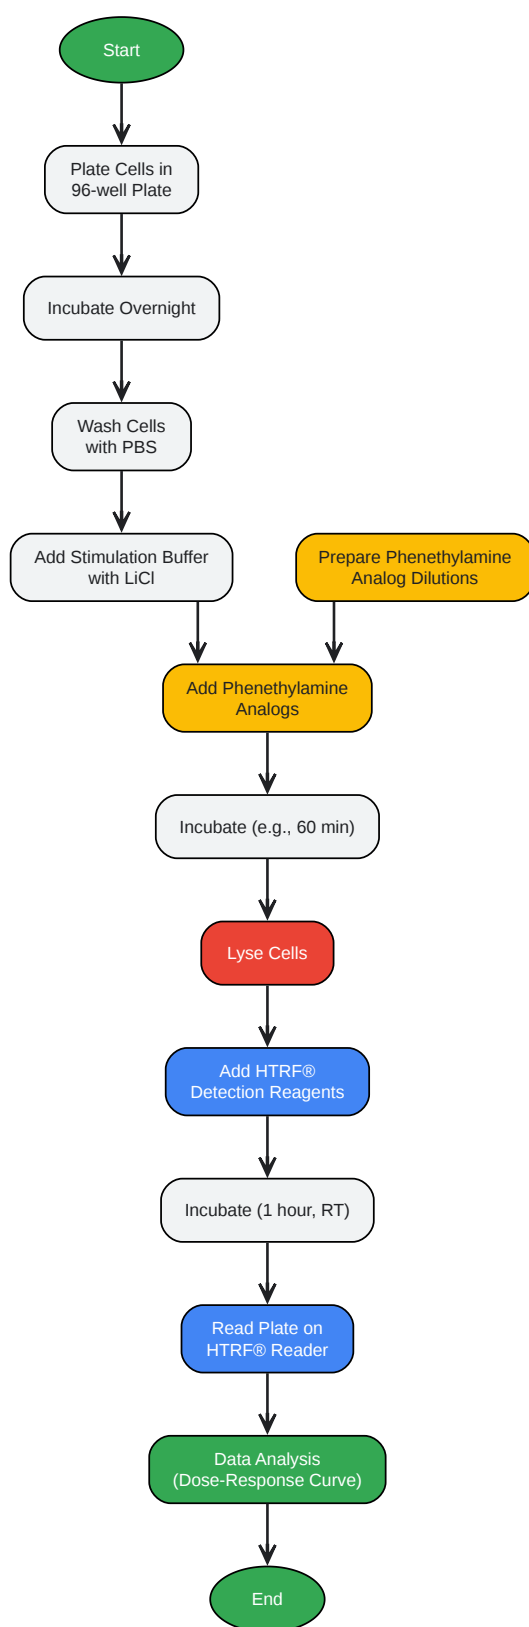 Start
Plate Cells in
96-well Plate
Incubate Overnight
Wash Cells
with PBS
Add Stimulation Buffer
with LiCl
Prepare Phenethylamine
Analog Dilutions
Add Phenethylamine
Analogs
Incubate (e.g., 60 min)
Lyse Cells
Add HTRF®
Detection Reagents
Incubate (1 hour, RT)
Read Plate on
HTRF® Reader
Data Analysis
(Dose-Response Curve)
End